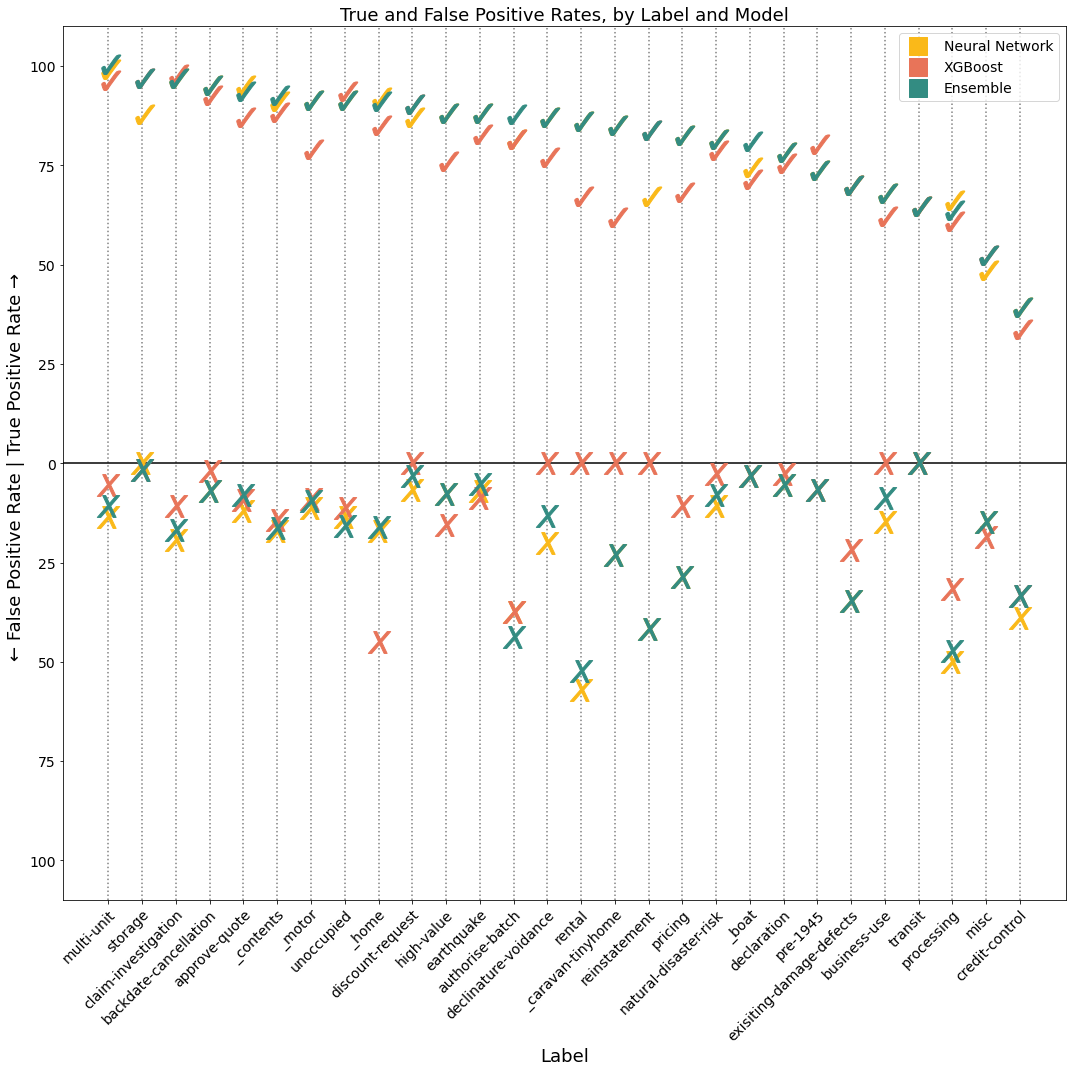 True and False Positive Rates, by Label and Model
Neural Network
XGBoost
Ensemble
← False Positive Rate | True Positive Rate →
100
75
50
25
0
25
50
75
100
multi-unit
storage
claim-investigation
backdate-cancellation
approve-quote
_contents
_motor
unoccupied
_home
discount-request
high-value
earthquake
authorise-batch
declinature-voidance
rental
_caravan-tinyhome
reinstatement
pricing
natural-disaster-risk
_boat
declaration
pre-1945
exisiting-damage-defects
business-use
transit
processing
misc
credit-control
Label